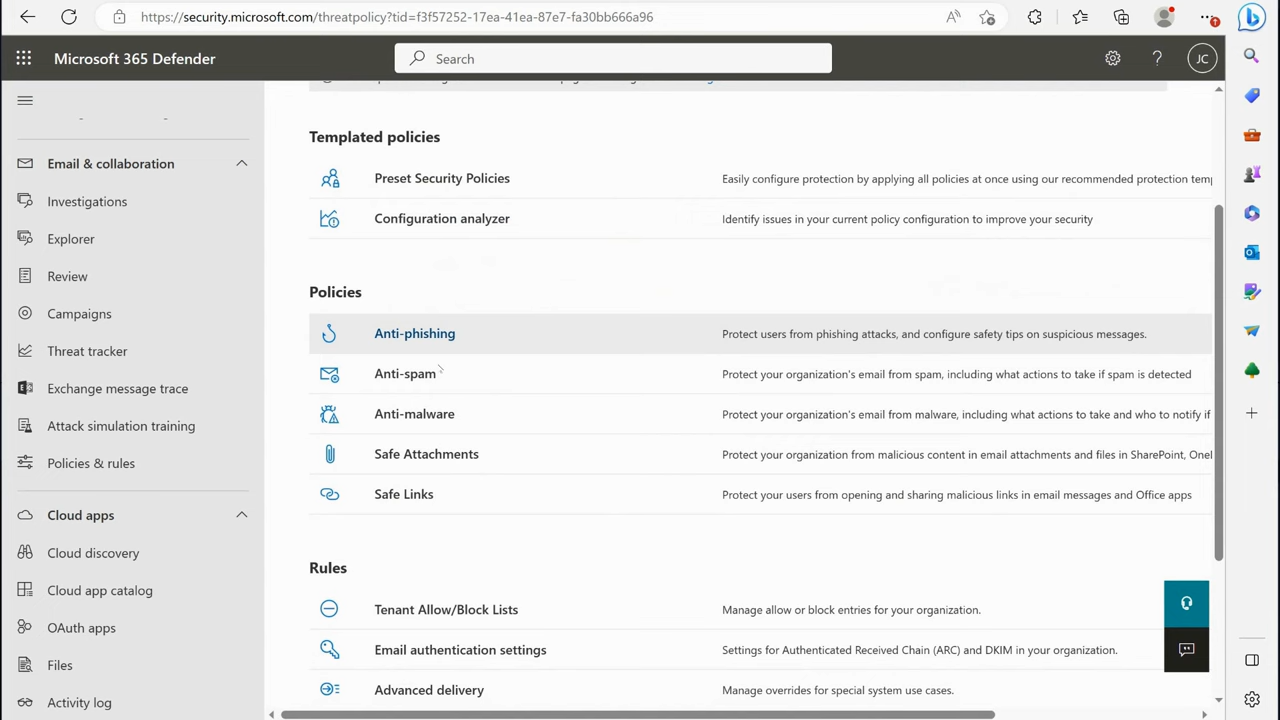 https://security.microsoft.com/threatpolicy?tid=f3f57252-17ea-41ea-87e7-fa30bb666a96
Microsoft 365 Defender
Search
JC
Email & collaboration
Investigations
Explorer
Review
Campaigns
Threat tracker
Exchange message trace
Attack simulation training
Policies & rules
Cloud apps
Cloud discovery
Cloud app catalog
OAuth apps
Files
Activity log
Templated policies
Preset Security Policies Easily configure protection by applying all policies at once using our recommended protection
Configuration analyzer Identify issues in your current policy configuration to improve your security
Policies
Anti-phishing Protect users from phishing attacks, and configure safety tips on suspicious messages.
Anti-spam Protect your organization's email from spam, including what actions to take if spam is detected
Anti-malware Protect your organization's email from malware, including what actions to take and who to notify if
Safe Attachments Protect your organization from malicious content in email attachments and files in SharePoint,
Safe Links Protect your users from opening and sharing malicious links in email messages and Office apps
Rules
Tenant Allow/Block Lists Manage allow or block entries for your organization.
Email authentication settings Settings for Authenticated Received Chain (ARC) and DKIM in your organization.
Advanced delivery Manage overrides for special system use cases.